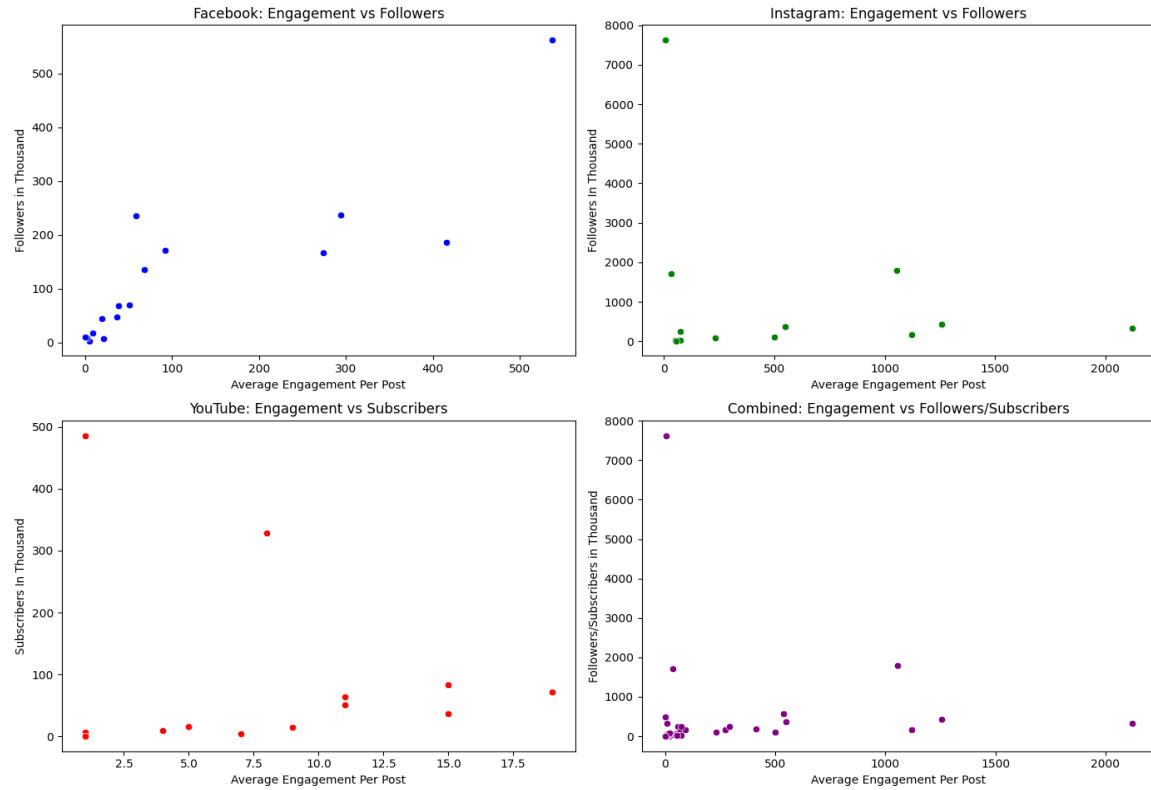 Facebook: Engagement vs Followers
Followers in Thousand
500
400
300
200
100
0
0 100 200 300 400 500
Average Engagement Per Post
Instagram: Engagement vs Followers
Followers In Thousand
8000
7000
6000
5000
4000
3000
2000
1000
0
0 500 1000 1500 2000
Average Engagement Per Post
YouTube: Engagement vs Subscribers
Subscribers In Thousand
500
400
300
200
100
0
2.5 5.0 7.5 10.0 12.5 15.0 17.5
Average Engagement Per Post
Combined: Engagement vs Followers/Subscribers
Followers/Subscribers in Thousand
8000
7000
6000
5000
4000
3000
2000
1000
0
0 500 1000 1500 2000
Average Engagement Per Post